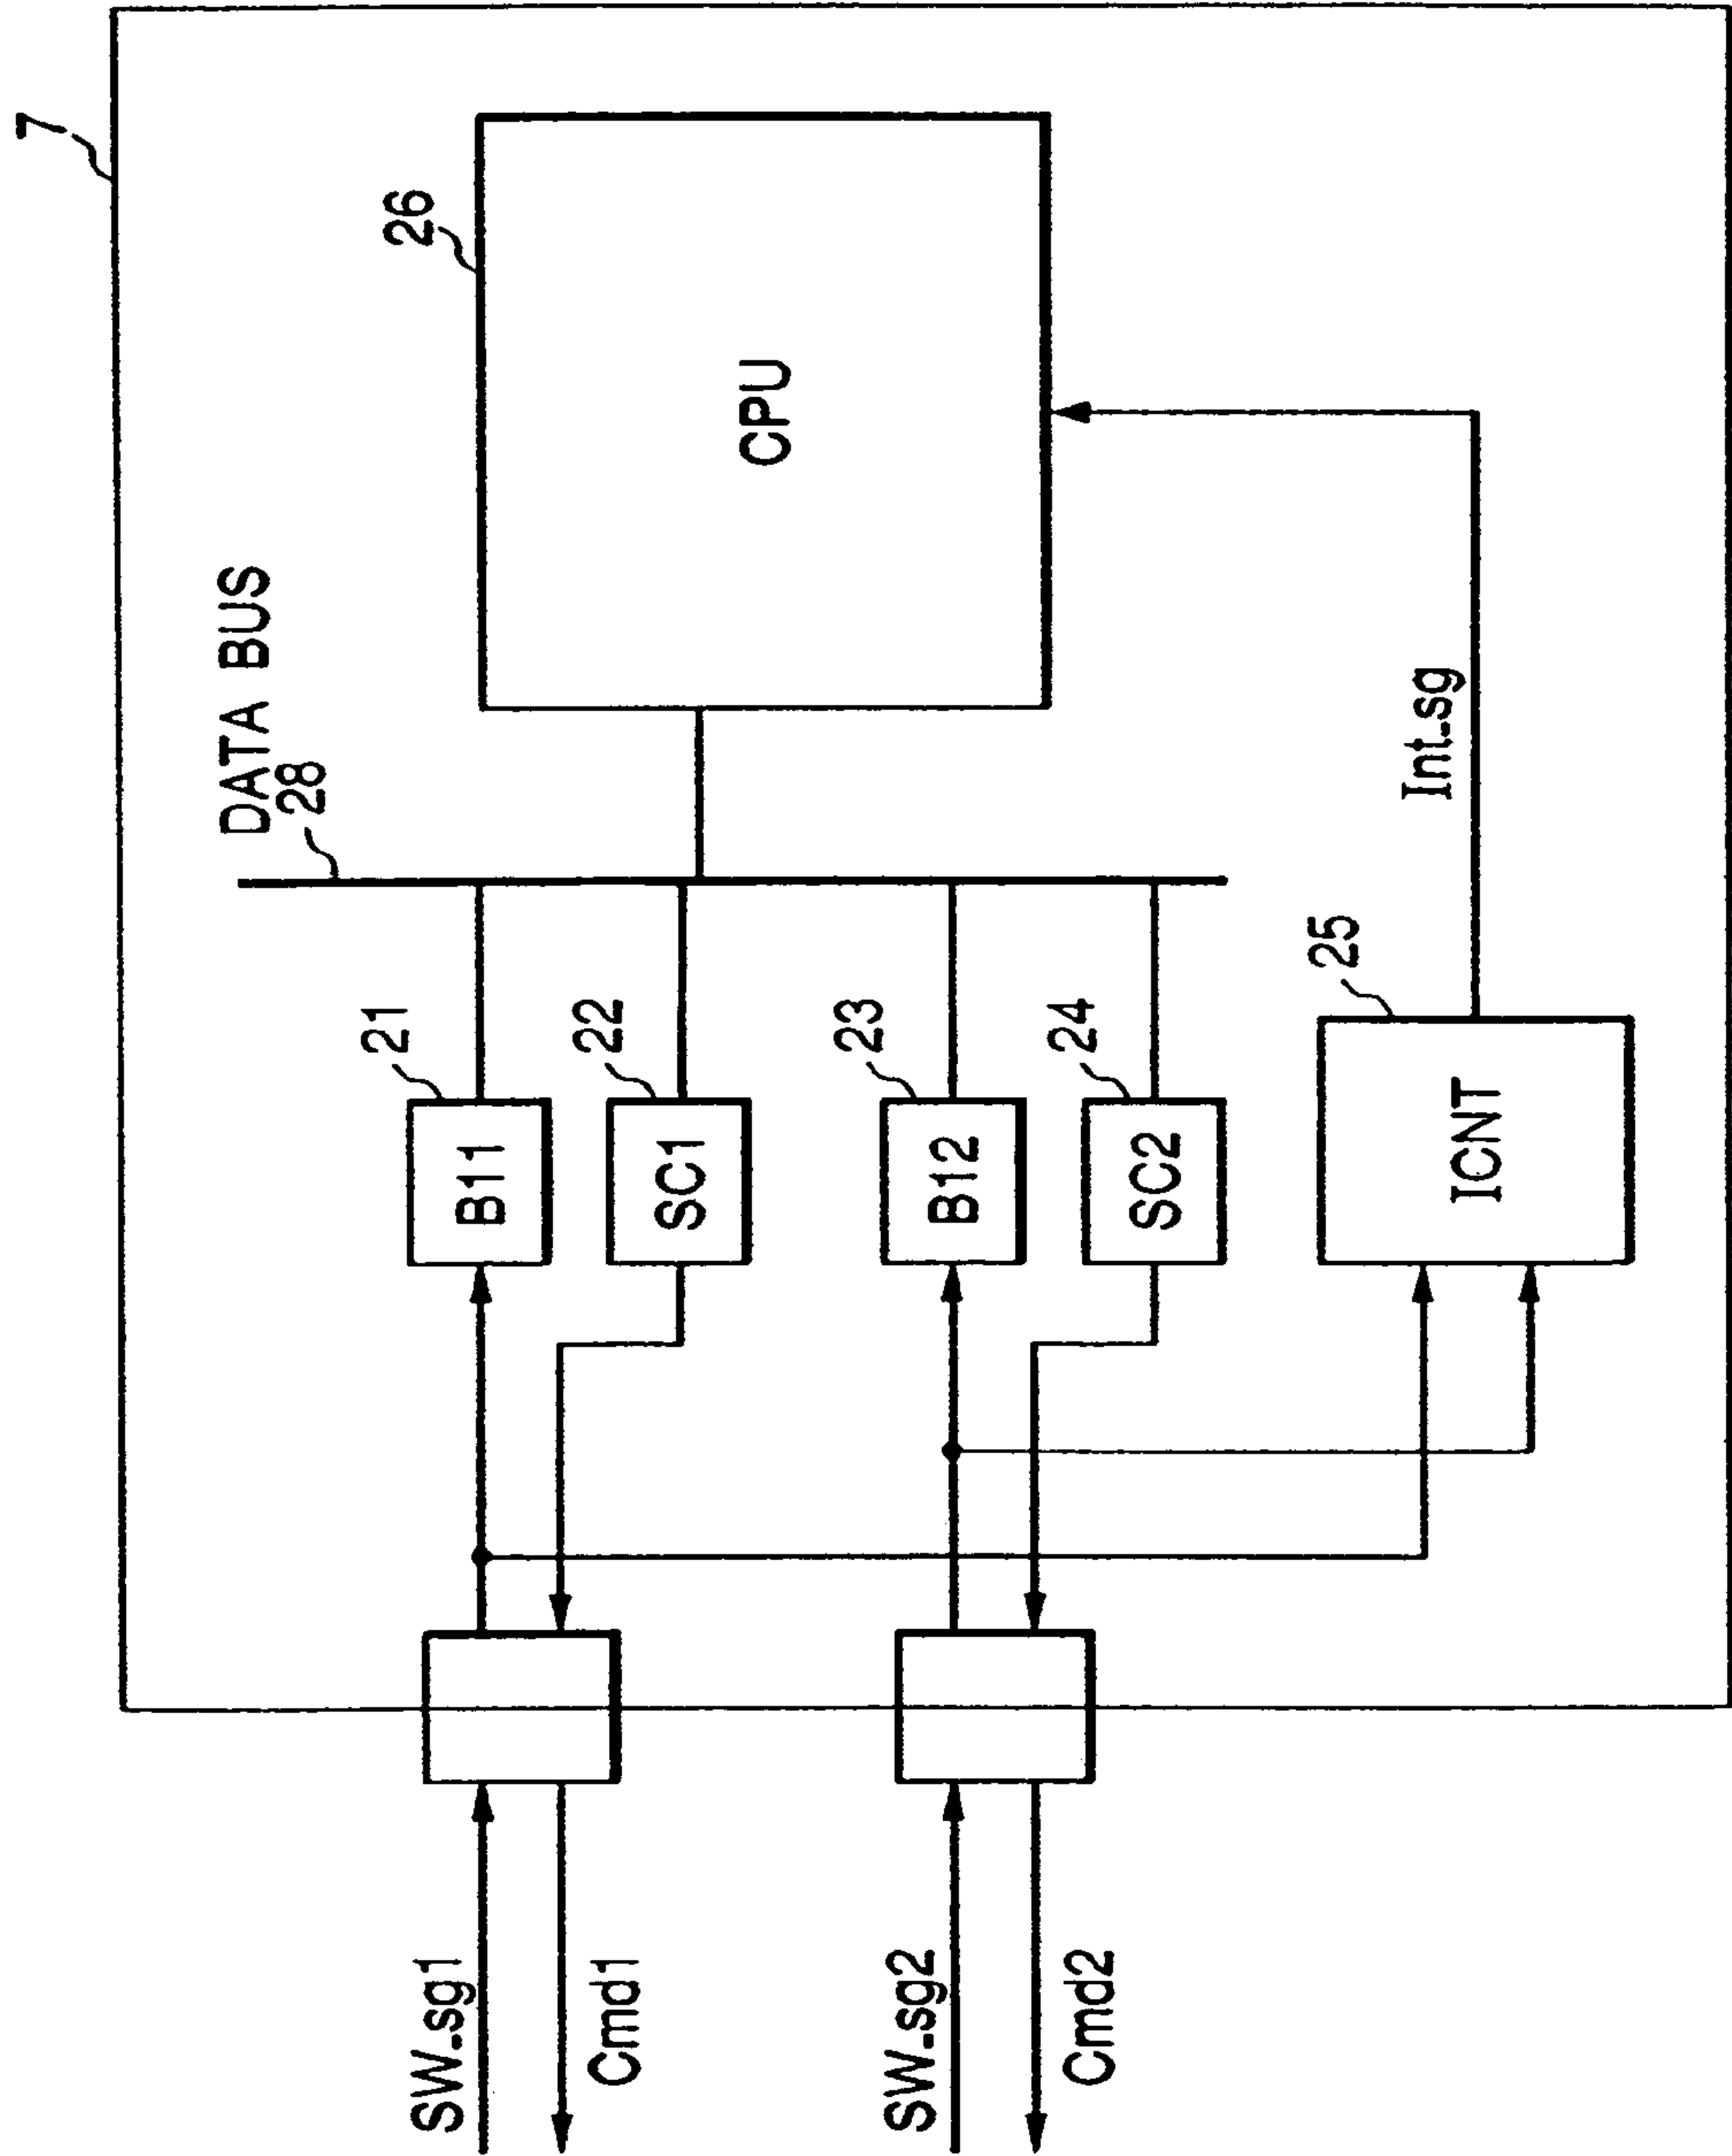 7
26
CPU
DATA BUS
28
21
B11
22
SC1
23
B12
24
SC2
25
ICNT
Int-sg
SW-sg1
Cmd1
SW-sg2
Cmd2